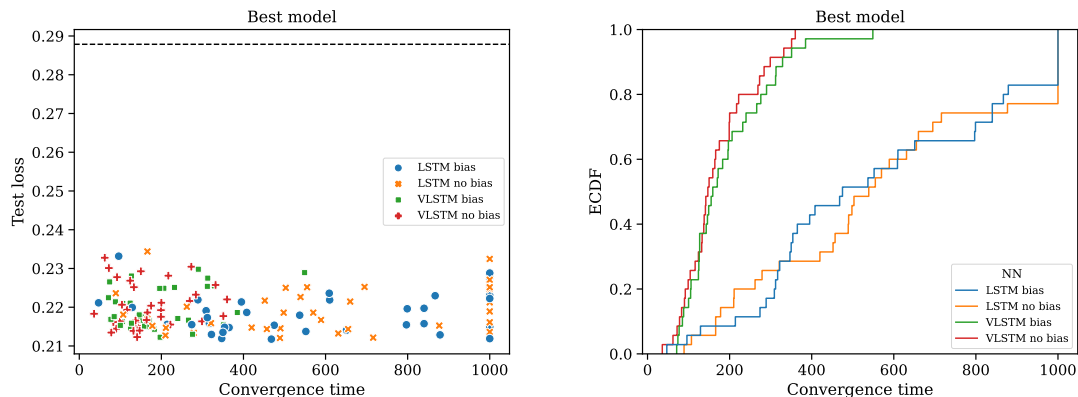 Best model
Test loss
0.29
0.28
0.27
0.26
0.25
0.24
0.23
0.22
0.21
LSTM bias
LSTM no bias
VLSTM bias
VLSTM no bias
0 200 400 600 800 1000
Convergence time
Best model
ECDF
1.0
0.8
0.6
0.4
0.2
0.0
NN
LSTM bias
LSTM no bias
VLSTM bias
VLSTM no bias
0 200 400 600 800 1000
Convergence time